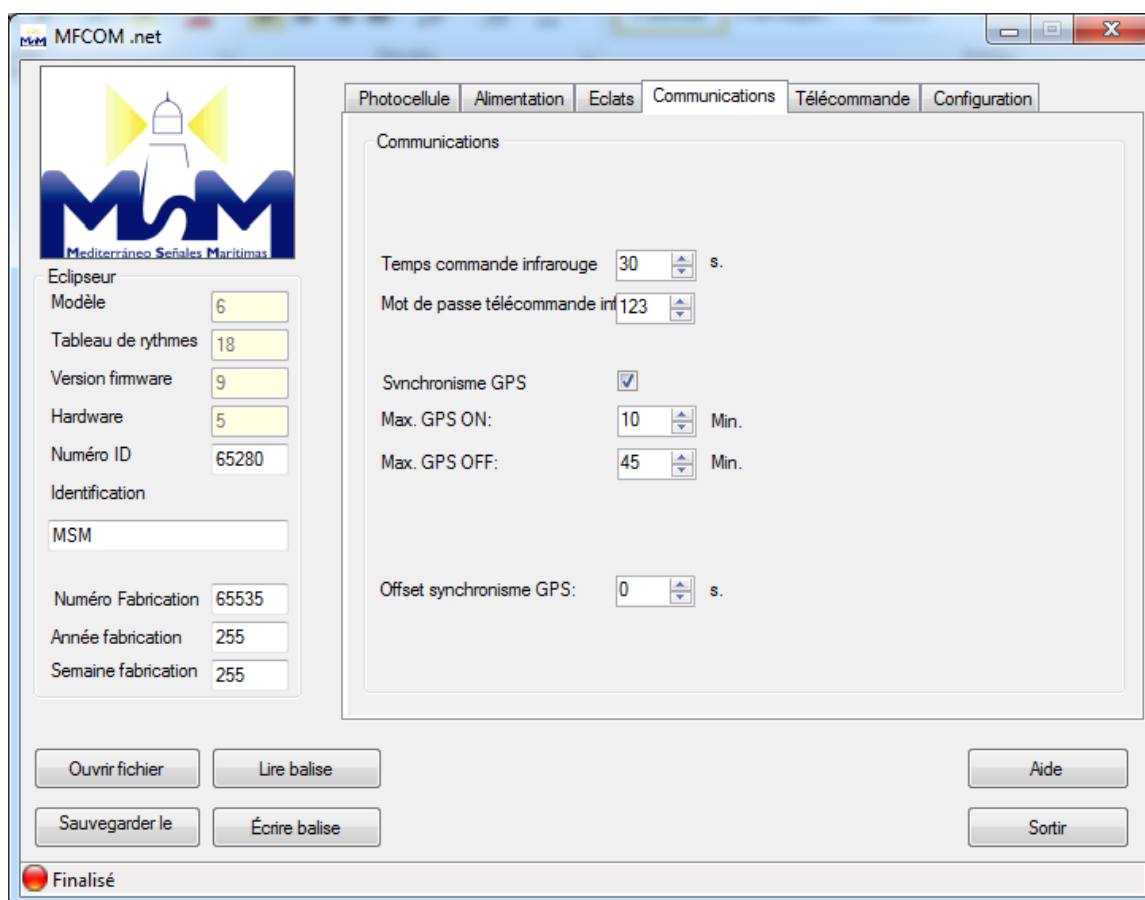 MFCOM .net
MSM
Mediterráneo Señales Marítimas
Photocellule
Alimentation
Eclats
Communications
Télécommande
Configuration
Communications
Temps commande infrarouge 30 s.
Mot de passe télécommande inf 123
Synchronisme GPS
Max. GPS ON: 10 Min.
Max. GPS OFF: 45 Min.
Offset synchronisme GPS: 0 s.
Eclipseur
Modèle 6
Tableau de rythmes 18
Version firmware 9
Hardware 5
Numéro ID 65280
Identification
MSM
Numéro Fabrication 65535
Année fabrication 255
Semaine fabrication 255
Ouvrir fichier
Lire balise
Aide
Sauvegarder le
Écrire balise
Sortir
Finalisé